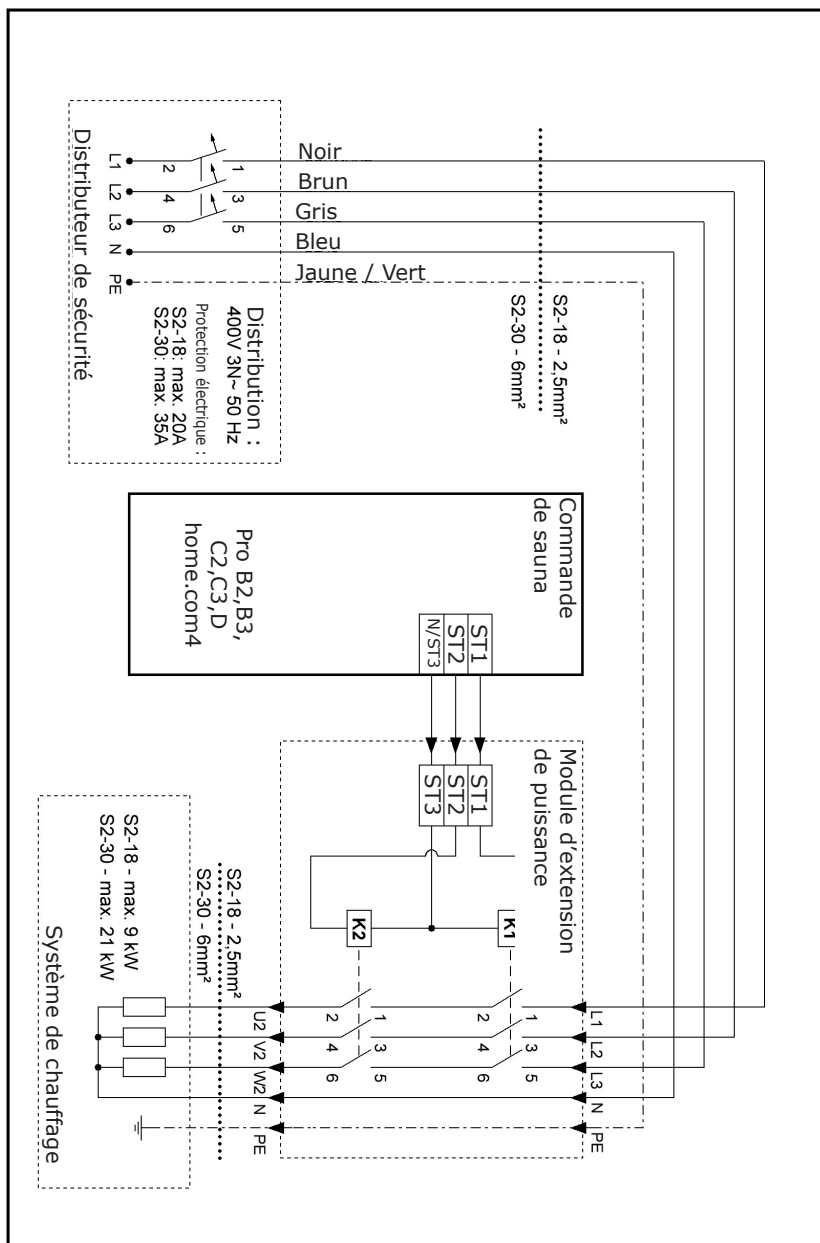 Noir
Brun
Gris
Bleu
Jaune / Vert
L1
L2
L3
N
PE
2
4
6
1
3
5
Distributeur de sécurité
Distribution :
400V 3N~ 50 Hz
Protection électrique :
S2-18: max. 20A
S2-30: max. 35A
S2-18 - 2,5mm²
S2-30 - 6mm²
Commande
de sauna
Pro B2,B3,
C2,C3,D
home.com4
ST1
ST2
N/ST3
Module d'extension
de puissance
ST1
ST2
ST3
K1
K2
L1
L2
L3
N
PE
1
3
5
2
4
6
1
3
5
2
4
6
U2
V2
W2
N
PE
S2-18 - 2,5mm²
S2-30 - 6mm²
S2-18 - max. 9 kW
S2-30 - max. 21 kW
Système de chauffage